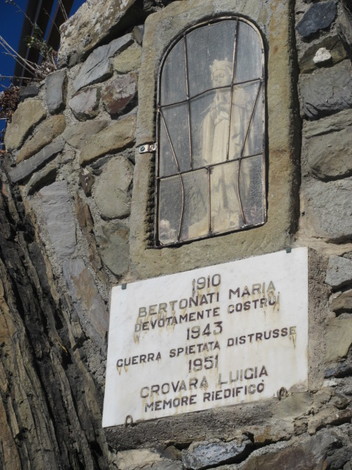 1910
BERTONATI MARIA
DEVOTAMENTE COSTRUÌ
1943
GUERRA SPIETATA DISTRUSSE
1951
CROVARA LUIGIA
MEMORE RIEDIFICÒ